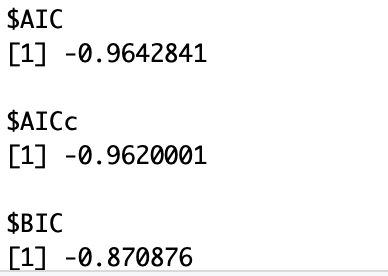 $AIC
[1] -0.9642841
$AICc
[1] -0.9620001
$BIC
[1] -0.870876